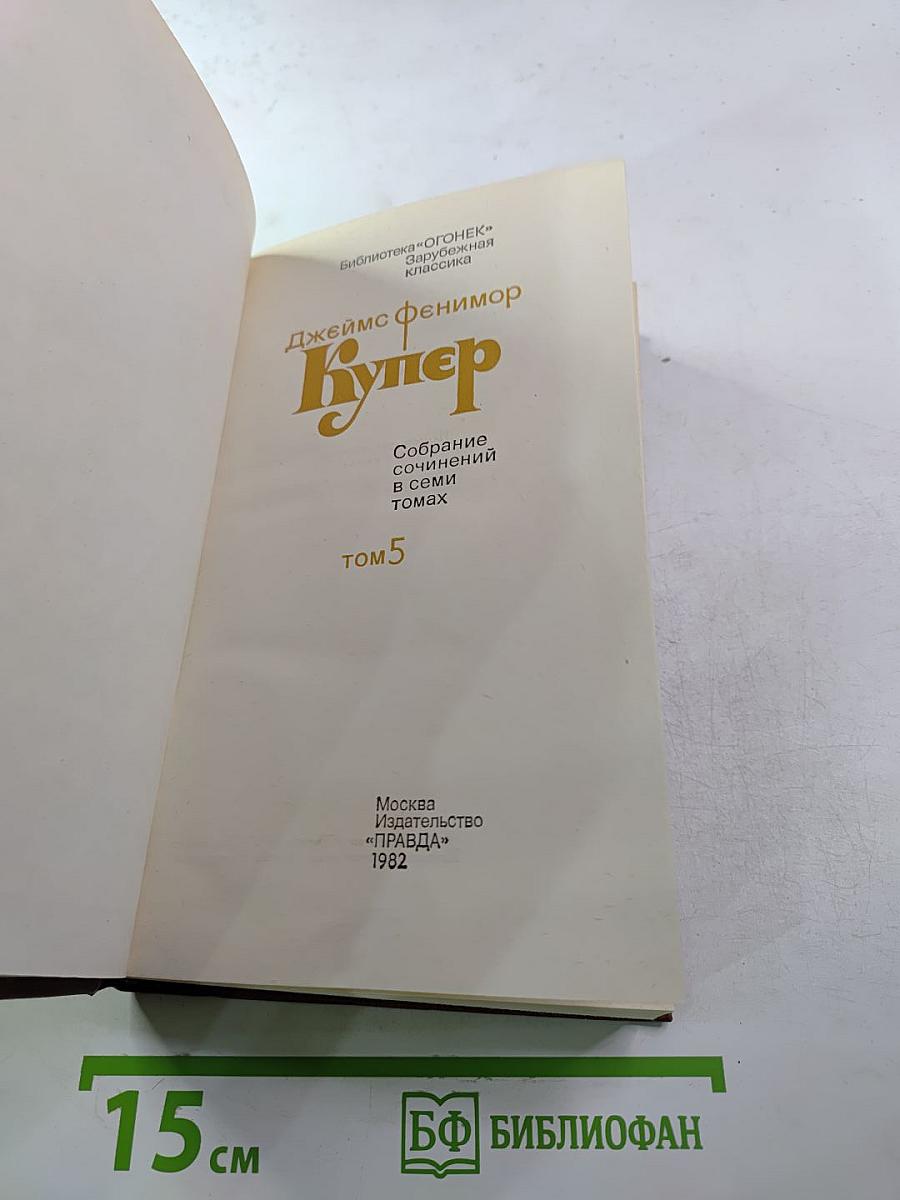 Библиотека «ОГОНЕК»
Зарубежная
классика
Джеймс Фенимор
Купер
Собрание
сочинений
в семи
томах
том 5
Москва
Издательство
«ПРАВДА»
1982
15 см
БФ БИБЛИОФАН